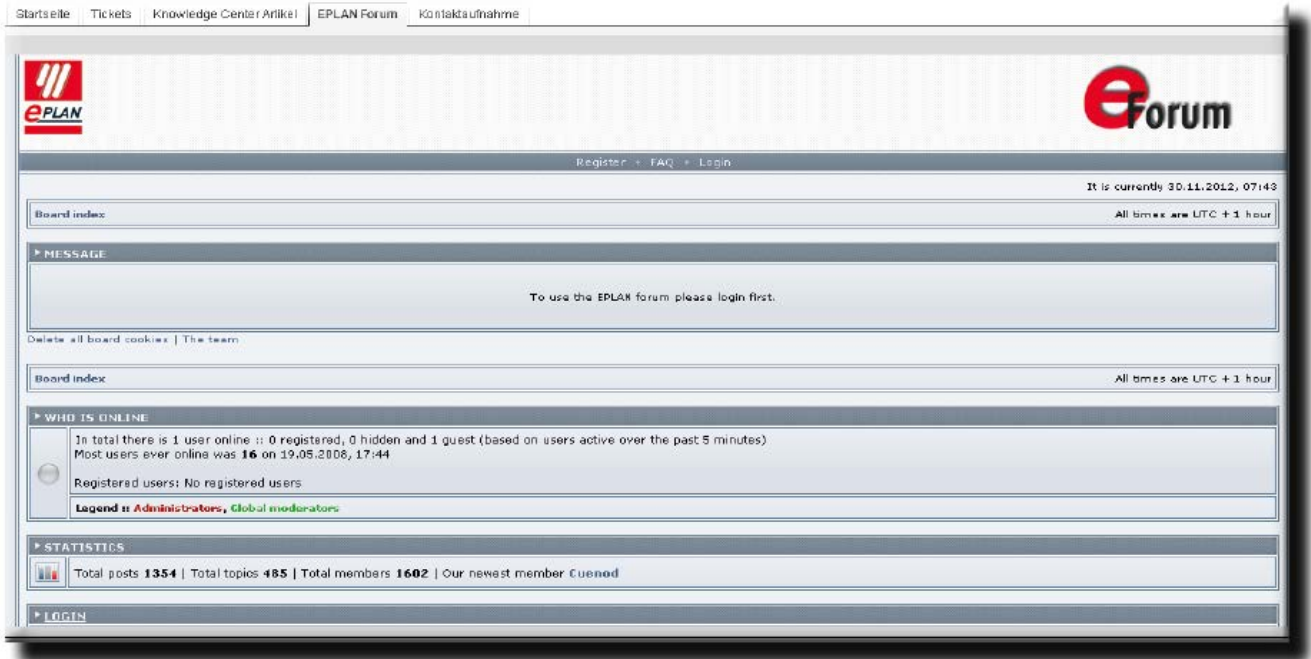 Startseite Tickets Knowledge Center Artikel EPLAN Forum Kontaktaufnahme
ePLAN
eForum
Register • FAQ • Login
It is currently 30.11.2012, 07:43
Board index All times are UTC + 1 hour
MESSAGE
To use the EPLAN forum please login first.
Delete all board cookies | The team
Board index All times are UTC + 1 hour
WHO IS ONLINE
In total there is 1 user online :: 0 registered, 0 hidden and 1 guest (based on users active over the past 5 minutes)
Most users ever online was 16 on 19.05.2008, 17:44
Registered users: No registered users
Legend :: Administrators, Global moderators
STATISTICS
Total posts 1354 | Total topics 485 | Total members 1602 | Our newest member Cuenod
LOGIN